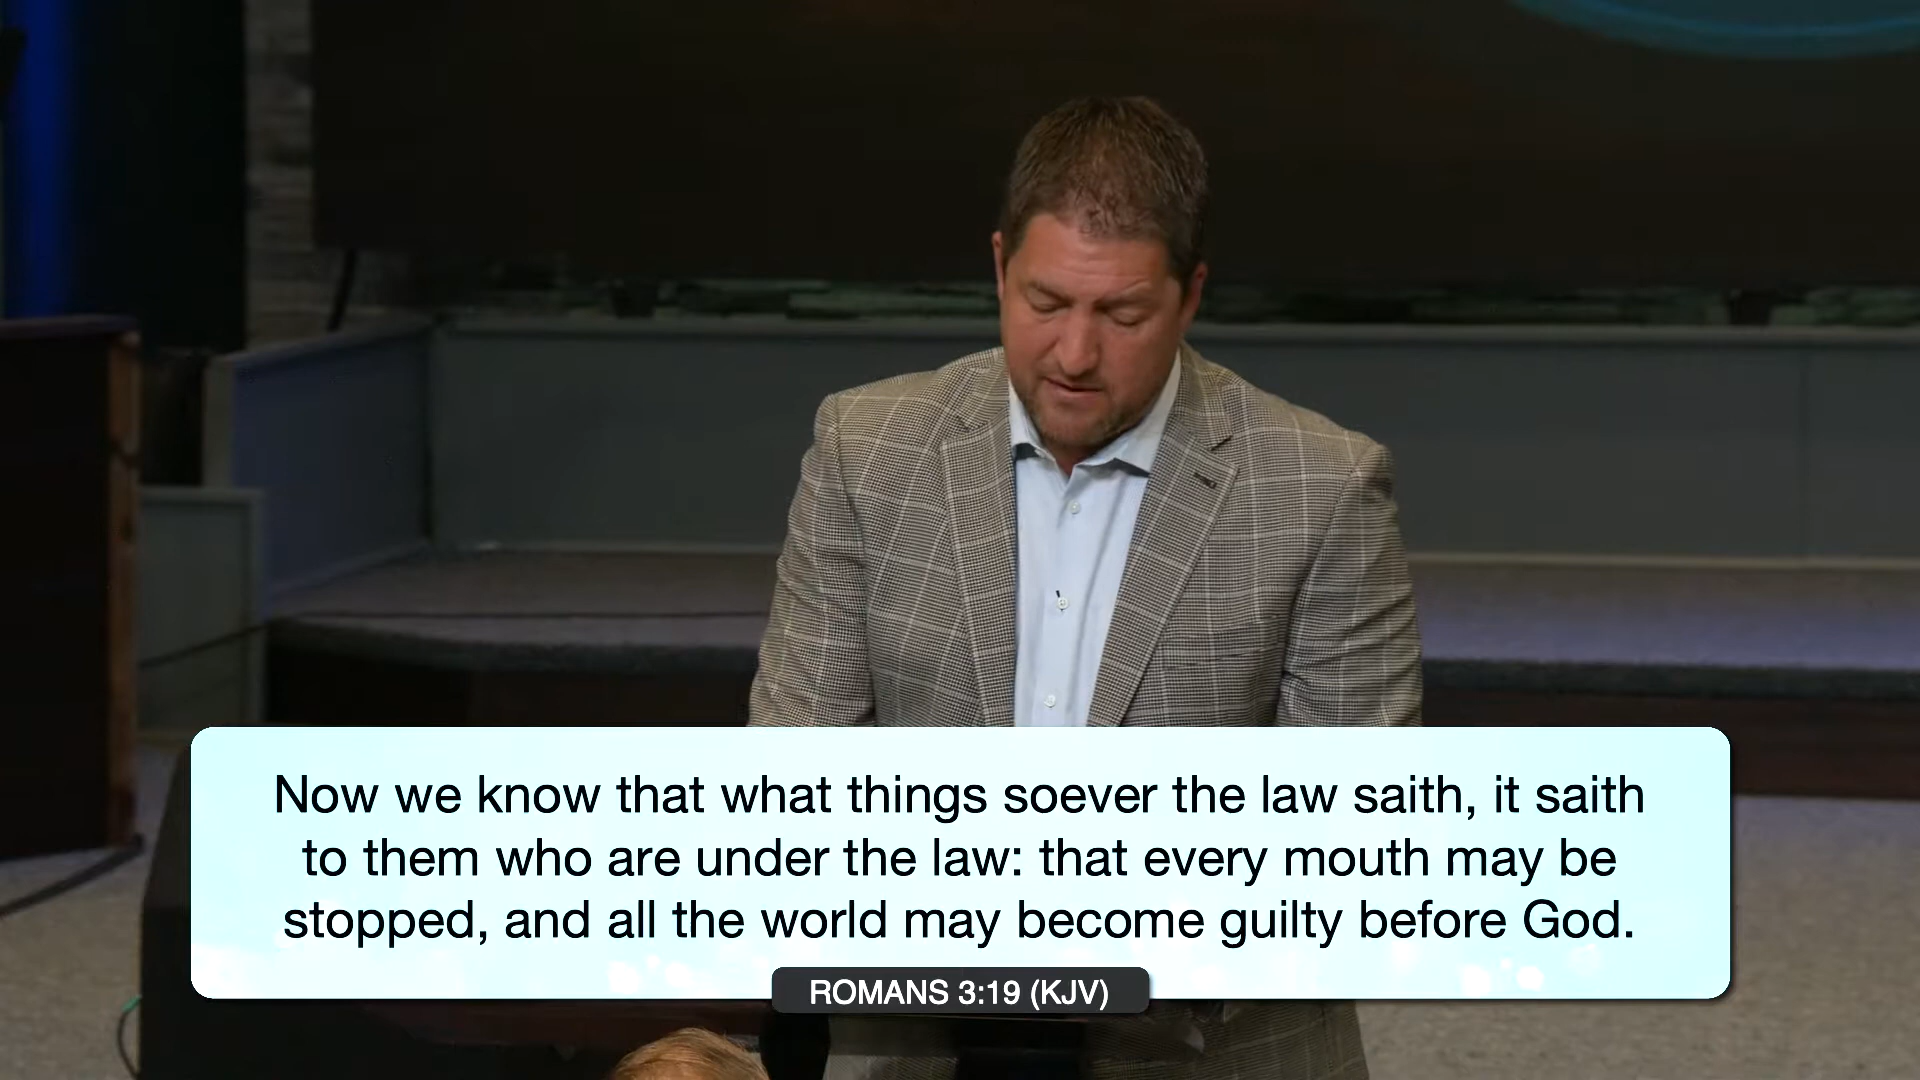 Now we know that what things soever the law saith, it saith
to them who are under the law: that every mouth may be
stopped, and all the world may become guilty before God.
ROMANS 3:19 (KJV)